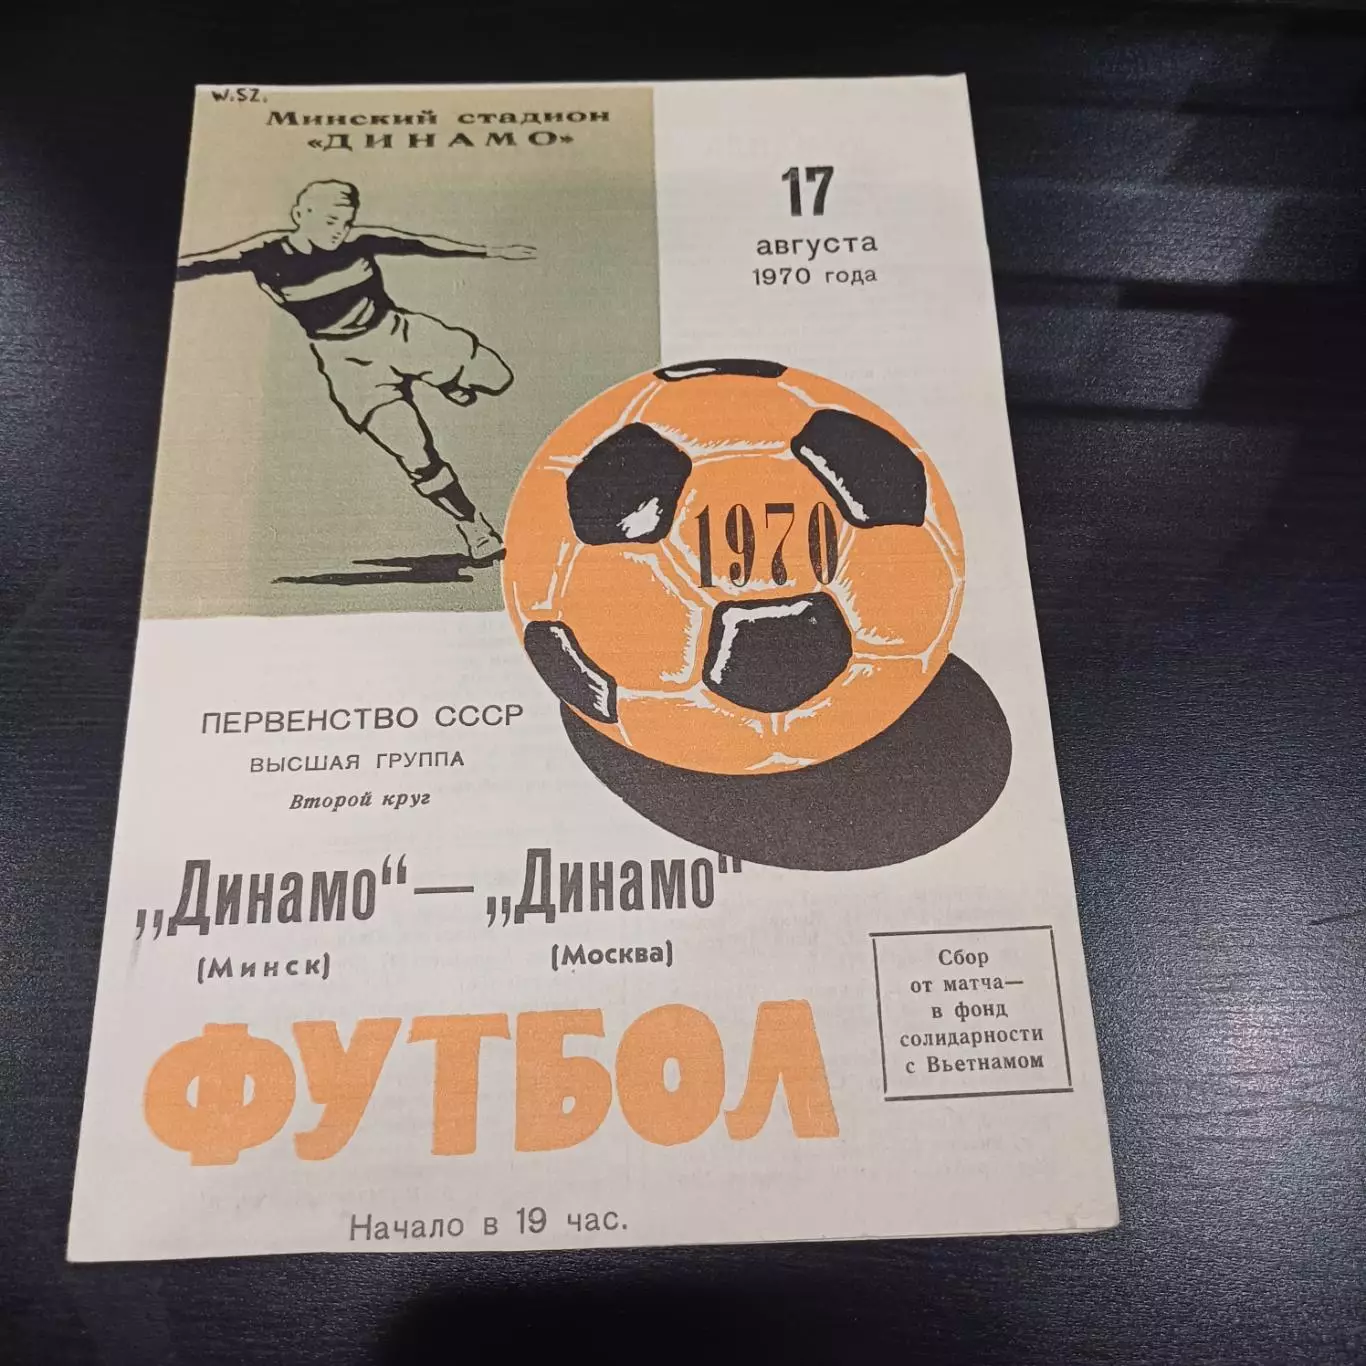 W.SZ.
Минский стадион
«ДИНАМО»
17
августа
1970 года
1970
ПЕРВЕНСТВО СССР
ВЫСШАЯ ГРУППА
Второй круг
„Динамо“ — „Динамо“
(Минск) (Москва)
Сбор
от матча—
в фонд
солидарности
с Вьетнамом
ФУТБОЛ
Начало в 19 час.